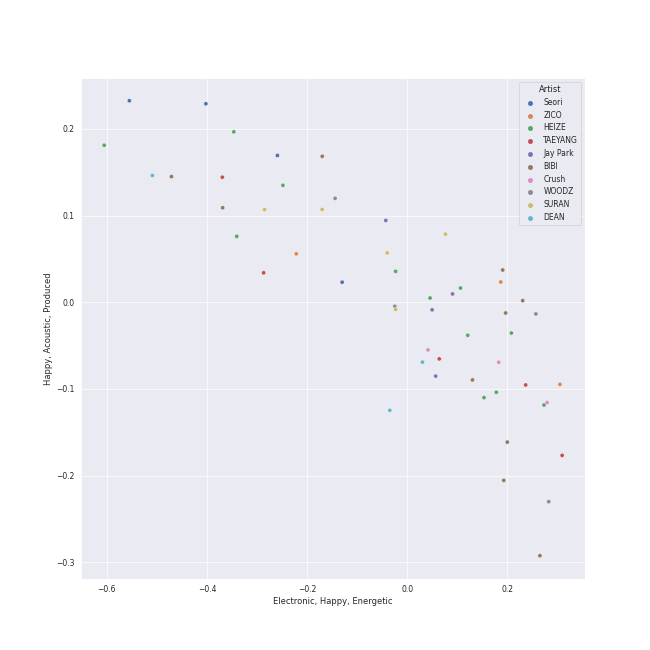 Artist
Seori
ZICO
HEIZE
TAEYANG
Jay Park
BIBI
Crush
WOODZ
SURAN
DEAN
0.2
0.1
0.0
−0.1
−0.2
−0.3
Happy, Acoustic, Produced
−0.6 −0.4 −0.2 0.0 0.2
Electronic, Happy, Energetic